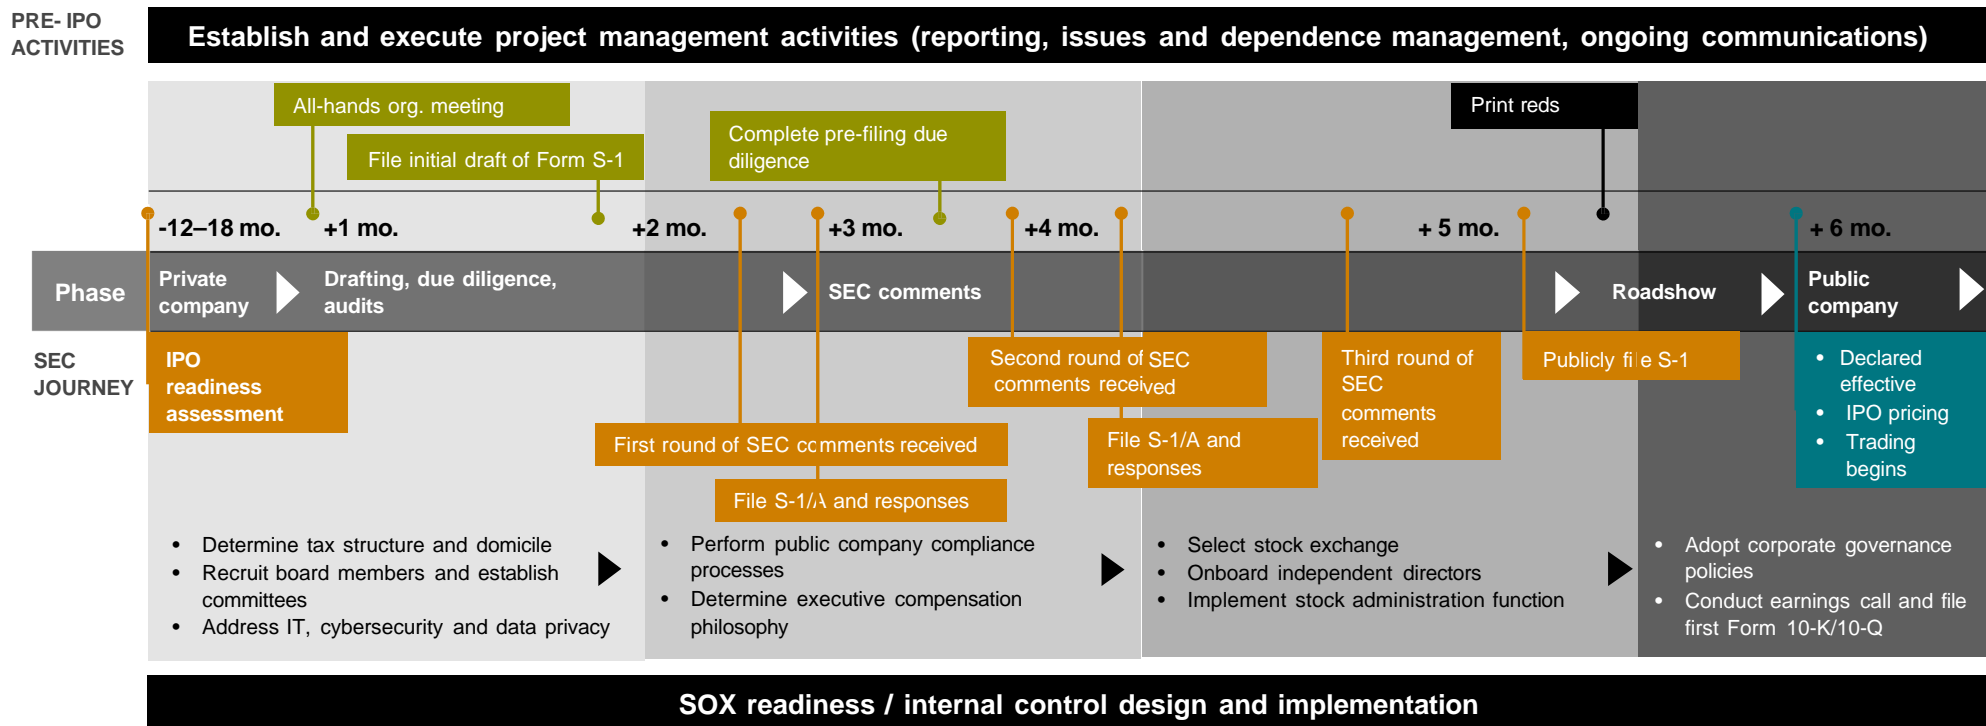 PRE- IPO
ACTIVITIES
Establish and execute project management activities (reporting, issues and dependence management, ongoing communications)
All-hands org. meeting
File initial draft of Form S-1
Complete pre-filing due
diligence
Print reds
-12–18 mo.
+1 mo.
+2 mo.
+3 mo.
+4 mo.
+ 5 mo.
+ 6 mo.
Phase
Private
company
Drafting, due diligence,
audits
SEC comments
Roadshow
Public
company
SEC
JOURNEY
IPO
readiness
assessment
First round of SEC comments received
File S-1/A and responses
Second round of SEC
comments received
File S-1/A and
responses
Third round of
SEC
comments
received
Publicly file S-1
• Declared
effective
• IPO pricing
• Trading
begins
• Determine tax structure and domicile
• Recruit board members and establish
committees
• Address IT, cybersecurity and data privacy
• Perform public company compliance
processes
• Determine executive compensation
philosophy
• Select stock exchange
• Onboard independent directors
• Implement stock administration function
• Adopt corporate governance
policies
• Conduct earnings call and file
first Form 10-K/10-Q
SOX readiness / internal control design and implementation